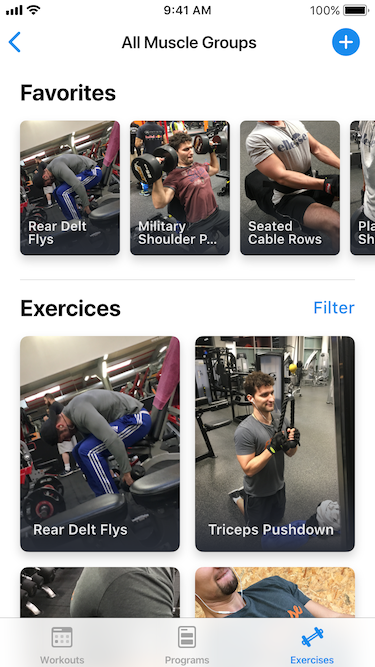 9:41 AM
100%
All Muscle Groups
Favorites
Rear Delt
Flys
Military
Shoulder P...
Seated
Cable Rows
Pla
Sh
Exercices
Filter
Rear Delt Flys
Triceps Pushdown
Workouts
Programs
Exercises